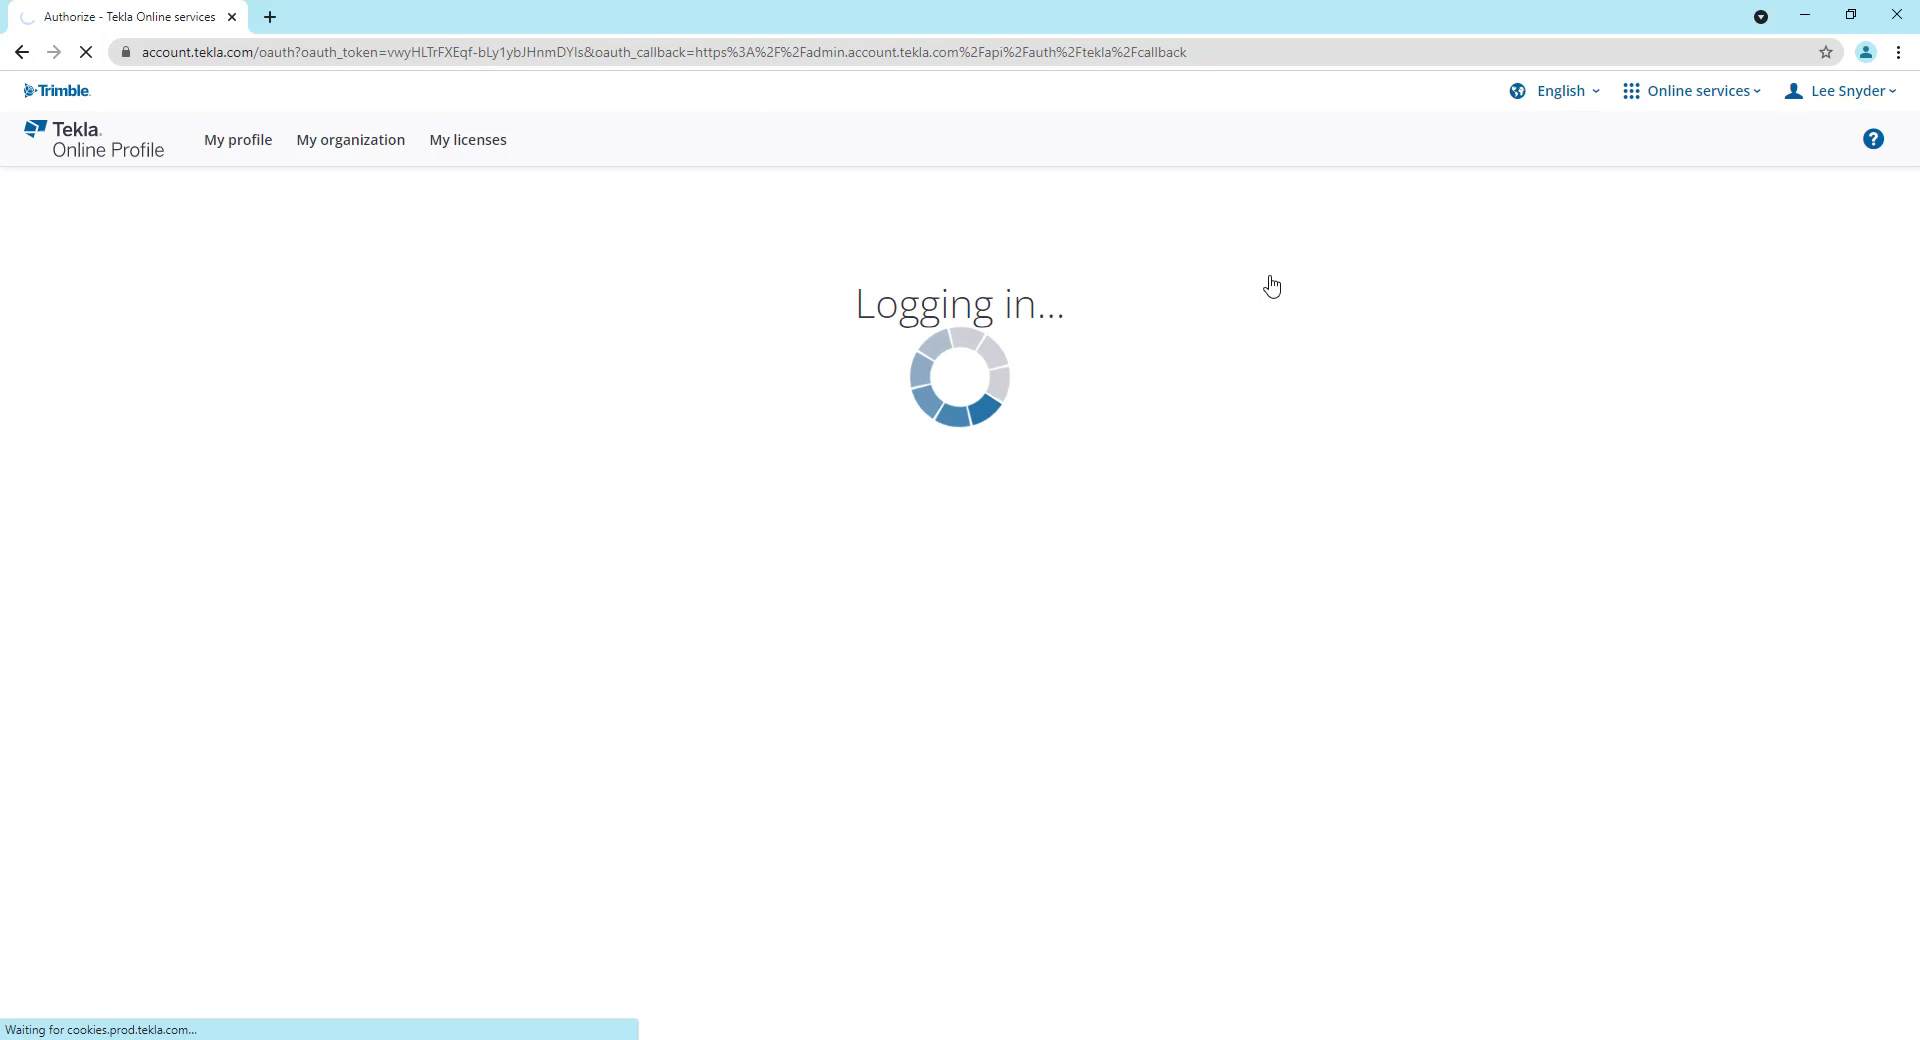 Authorize - Tekla Online services
account.tekla.com/oauth?oauth_token=vwyHLTrFXEqf-bLy1ybJHnmDYIs&oauth_callback=https%3A%2F%2Fadmin.account.tekla.com%2Fapi%2Fauth%2Ftekla%2Fcallback
Trimble.
English
Online services
Lee Snyder
Tekla.
Online Profile
My profile
My organization
My licenses
?
Logging in...
Waiting for cookies.prod.tekla.com...